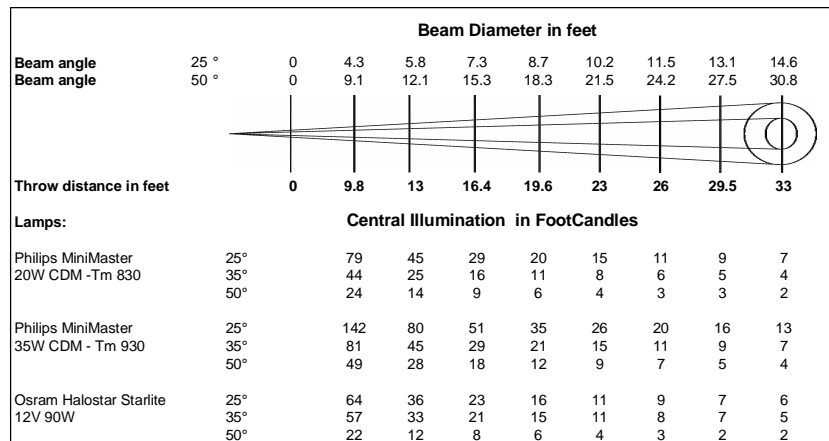 Beam Diameter in feet
Beam angle 25 ° 0 4.3 5.8 7.3 8.7 10.2 11.5 13.1 14.6
Beam angle 50 ° 0 9.1 12.1 15.3 18.3 21.5 24.2 27.5 30.8
Throw distance in feet 0 9.8 13 16.4 19.6 23 26 29.5 33
Lamps: Central Illumination in FootCandles
Philips MiniMaster 25° 79 45 29 20 15 11 9 7
20W CDM -Tm 830 35° 44 25 16 11 8 6 5 4
50° 24 14 9 6 4 3 3 2
Philips MiniMaster 25° 142 80 51 35 26 20 16 13
35W CDM - Tm 930 35° 81 45 29 21 15 11 9 7
50° 49 28 18 12 9 7 5 4
Osram Halostar Starlite 25° 64 36 23 16 11 9 7 6
12V 90W 35° 57 33 21 15 11 8 7 5
50° 22 12 8 6 4 3 2 2